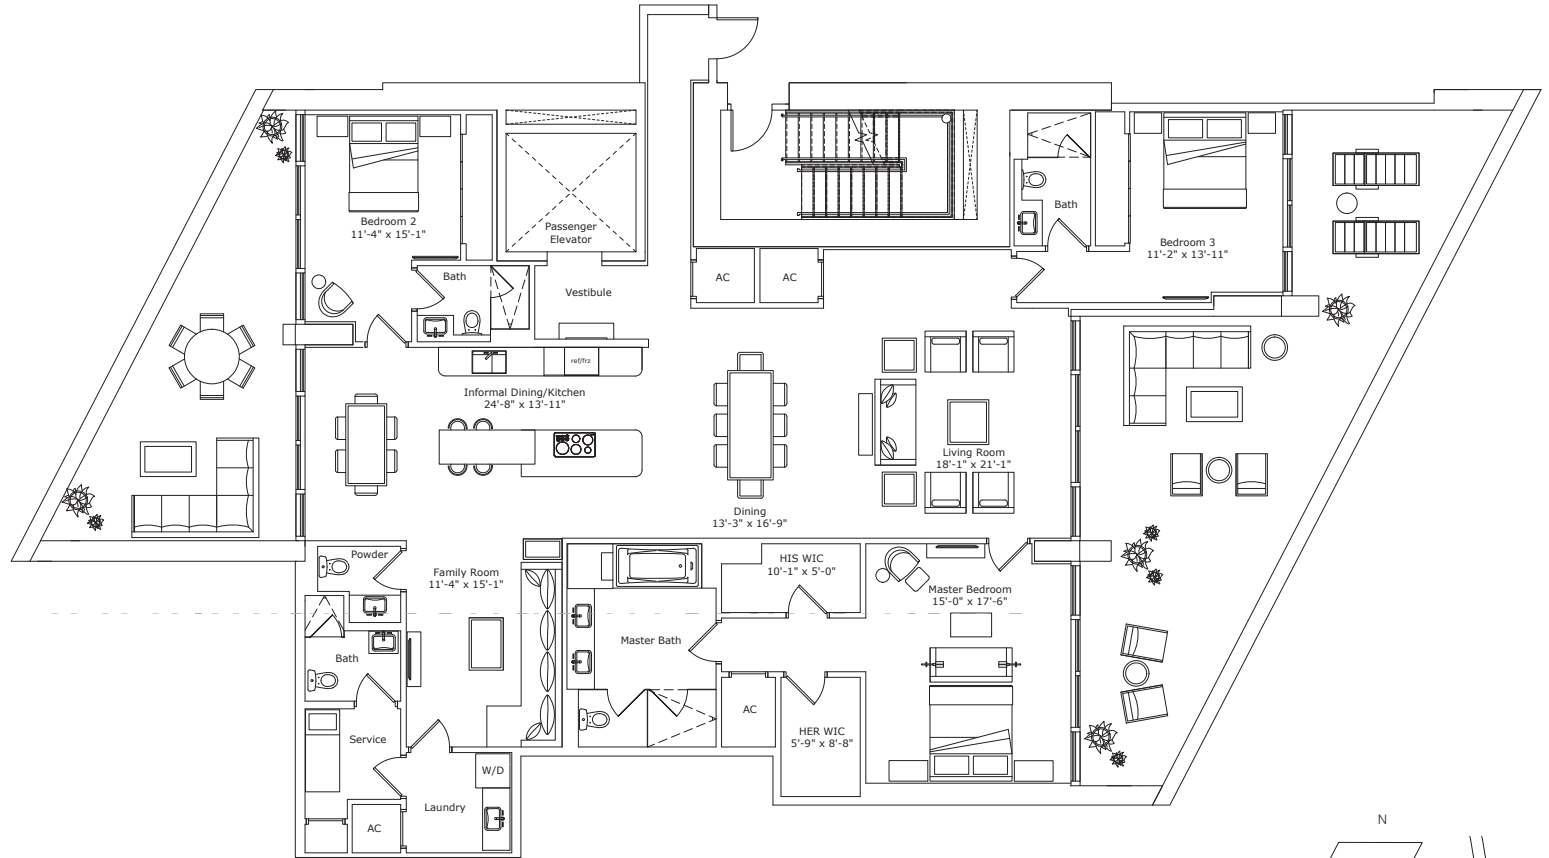 Passenger
Elevator
Bedroom 2
11'-4" x 15'-1"
Bath
Bedroom 3
11'-2" x 13'-11"
Bath
Vestibule
AC
AC
ref/frz
Informal Dining/Kitchen
24'-8" x 13'-11"
Living Room
18'-1" x 21'-1"
Dining
13'-3" x 16'-9"
Powder
Family Room
11'-4" x 15'-1"
HIS WIC
10'-1" x 5'-0"
Master Bedroom
15'-0" x 17'-6"
Master Bath
Bath
AC
HER WIC
5'-9" x 8'-8"
Service
W/D
Laundry
AC
N